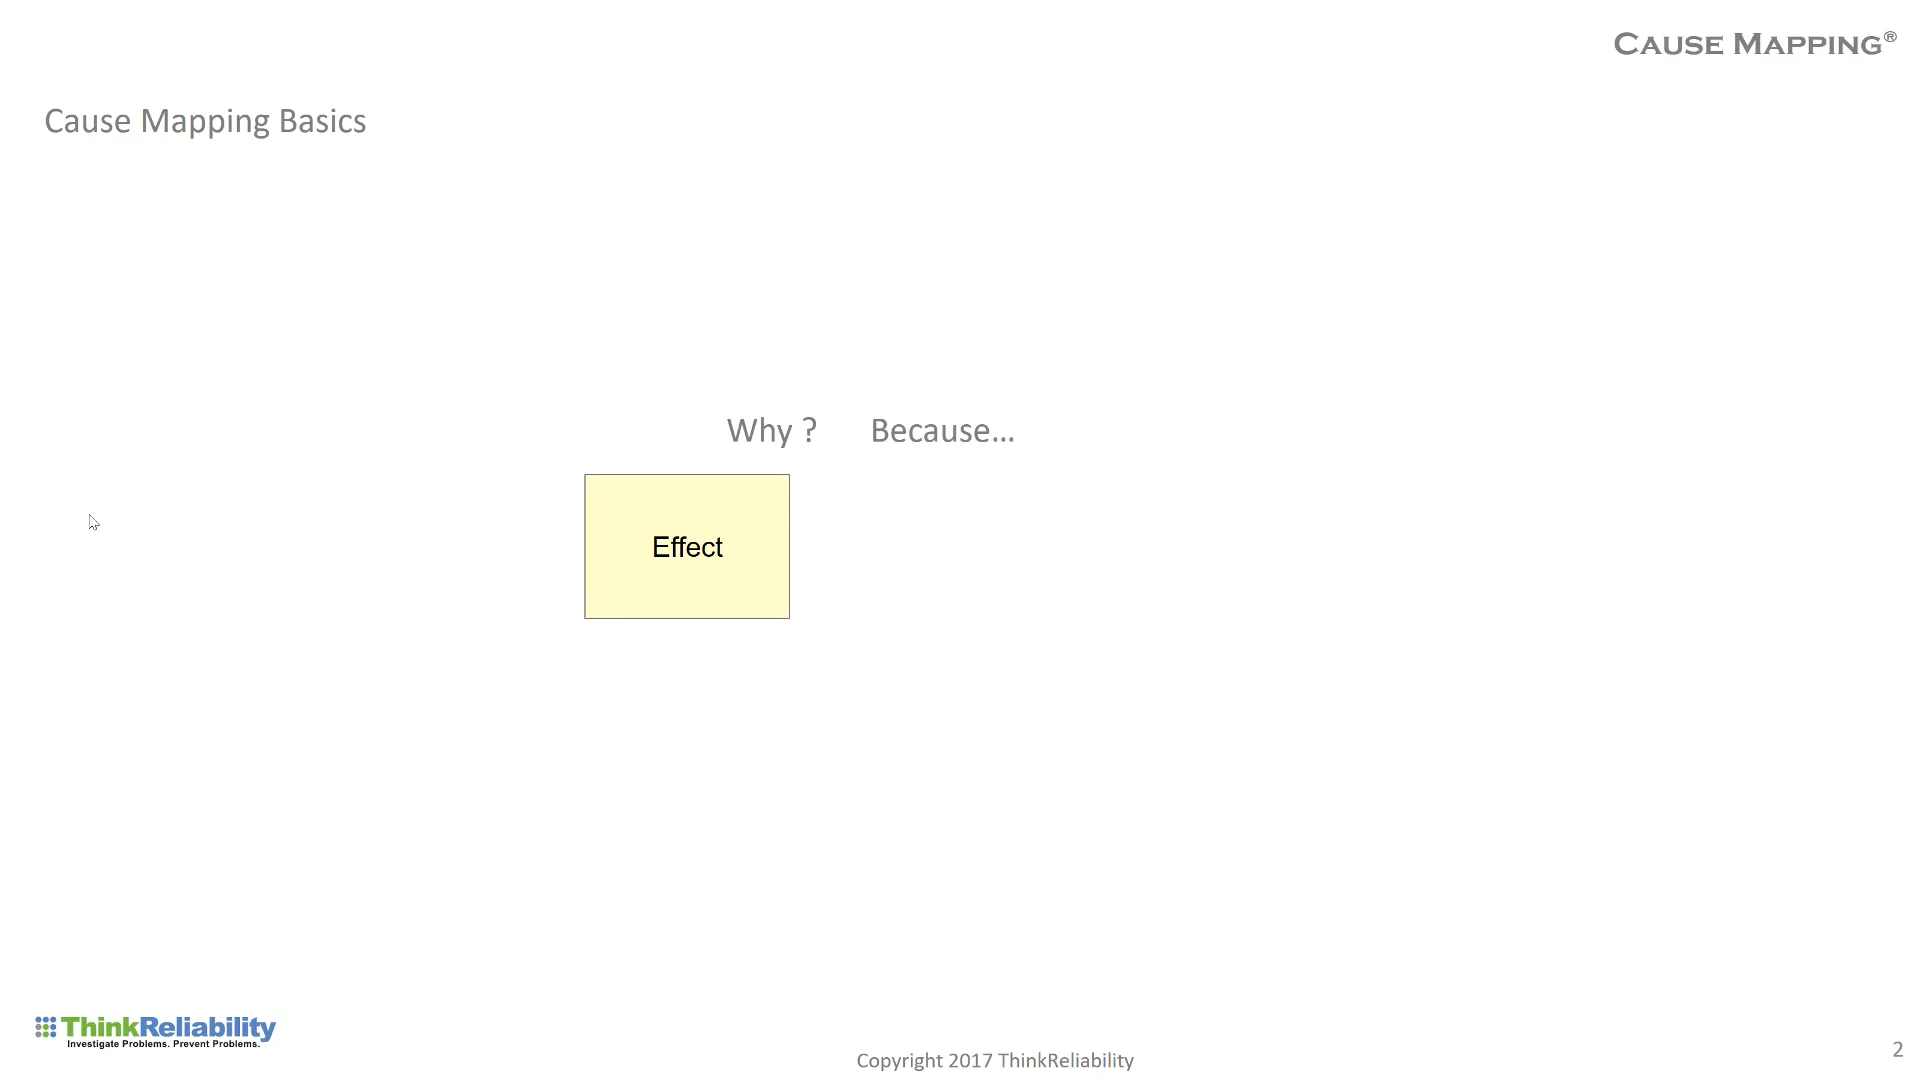 CAUSE MAPPING®
Cause Mapping Basics
Why ? Because...
Effect
ThinkReliability
Investigate Problems. Prevent Problems.
Copyright 2017 ThinkReliability
2